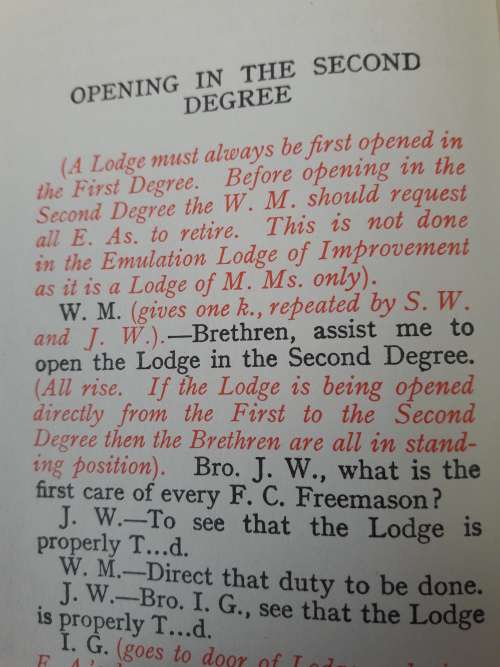 OPENING IN THE SECOND
DEGREE
(A Lodge must always be first opened in
the First Degree. Before opening in the
Second Degree the W. M. should request
all E. As. to retire. This is not done
in the Emulation Lodge of Improvement
as it is a Lodge of M. Ms. only).
W. M. (gives one k., repeated by S. W.
and J. W.).—Brethren, assist me to
open the Lodge in the Second Degree.
(All rise. If the Lodge is being opened
directly from the First to the Second
Degree then the Brethren are all in stand-
ing position). Bro. J. W., what is the
first care of every F. C. Freemason?
J. W.—To see that the Lodge is
properly T...d.
W. M.—Direct that duty to be done.
J. W.—Bro. I. G., see that the Lodge
is properly T...d.
I. G. (goes to door of Lodge